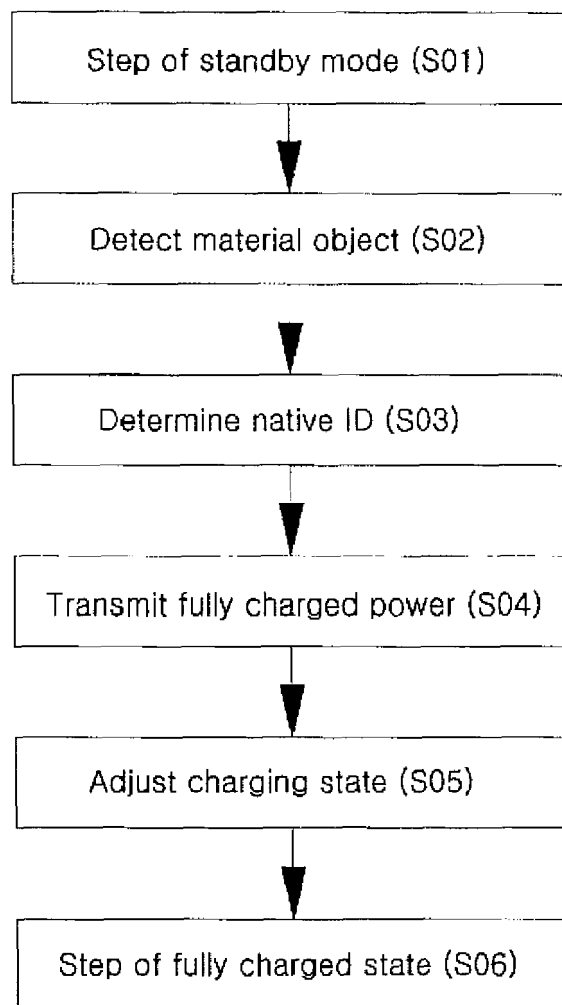 Step of standby mode (S01)
Detect material object (S02)
Determine native ID (S03)
Transmit fully charged power (S04)
Adjust charging state (S05)
Step of fully charged state (S06)